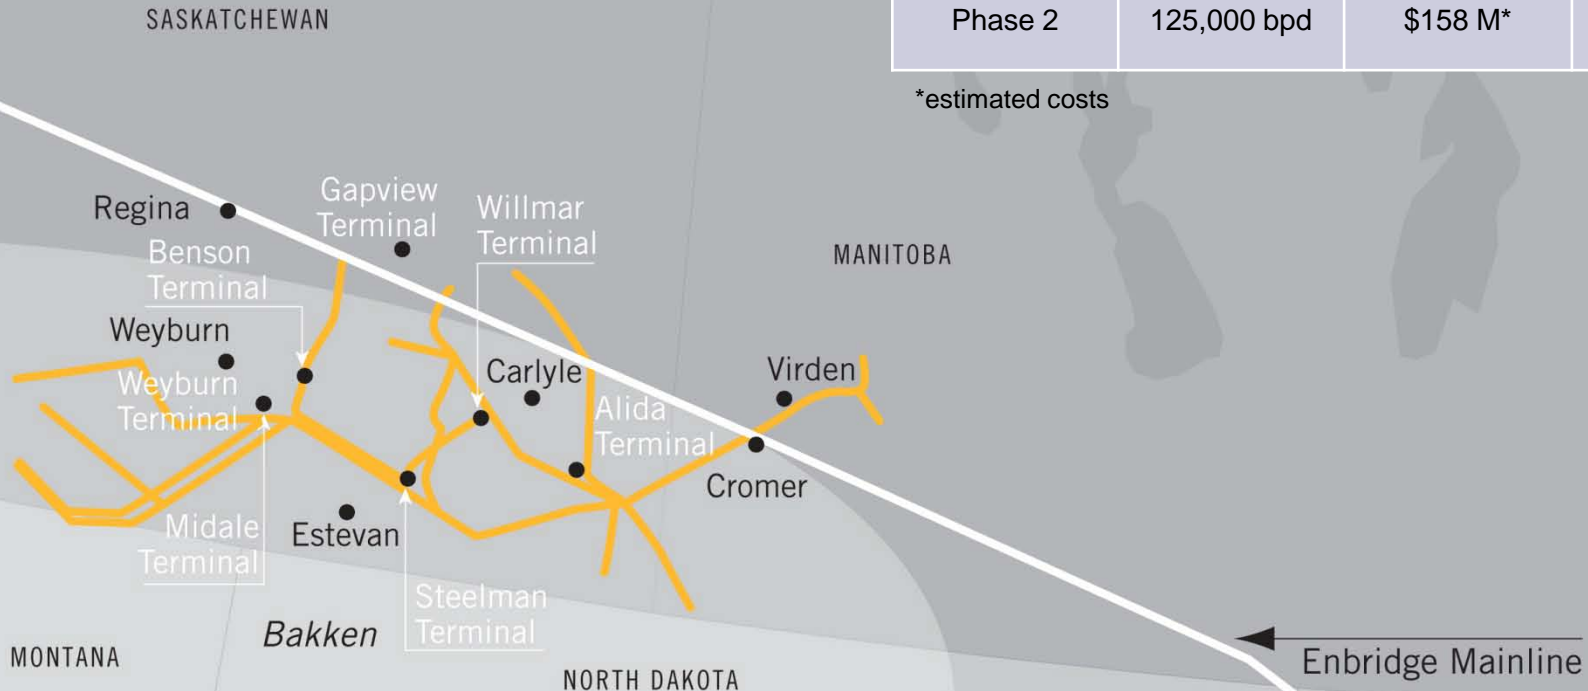 SASKATCHEWAN
Phase 2 125,000 bpd $158 M*
*estimated costs
Regina
Gapview
Terminal
Willmar
Terminal
MANITOBA
Benson
Terminal
Weyburn
Weyburn
Terminal
Carlyle
Virden
Alida
Terminal
Cromer
Midale
Terminal
Estevan
Steelman
Terminal
Bakken
MONTANA
NORTH DAKOTA
Enbridge Mainline